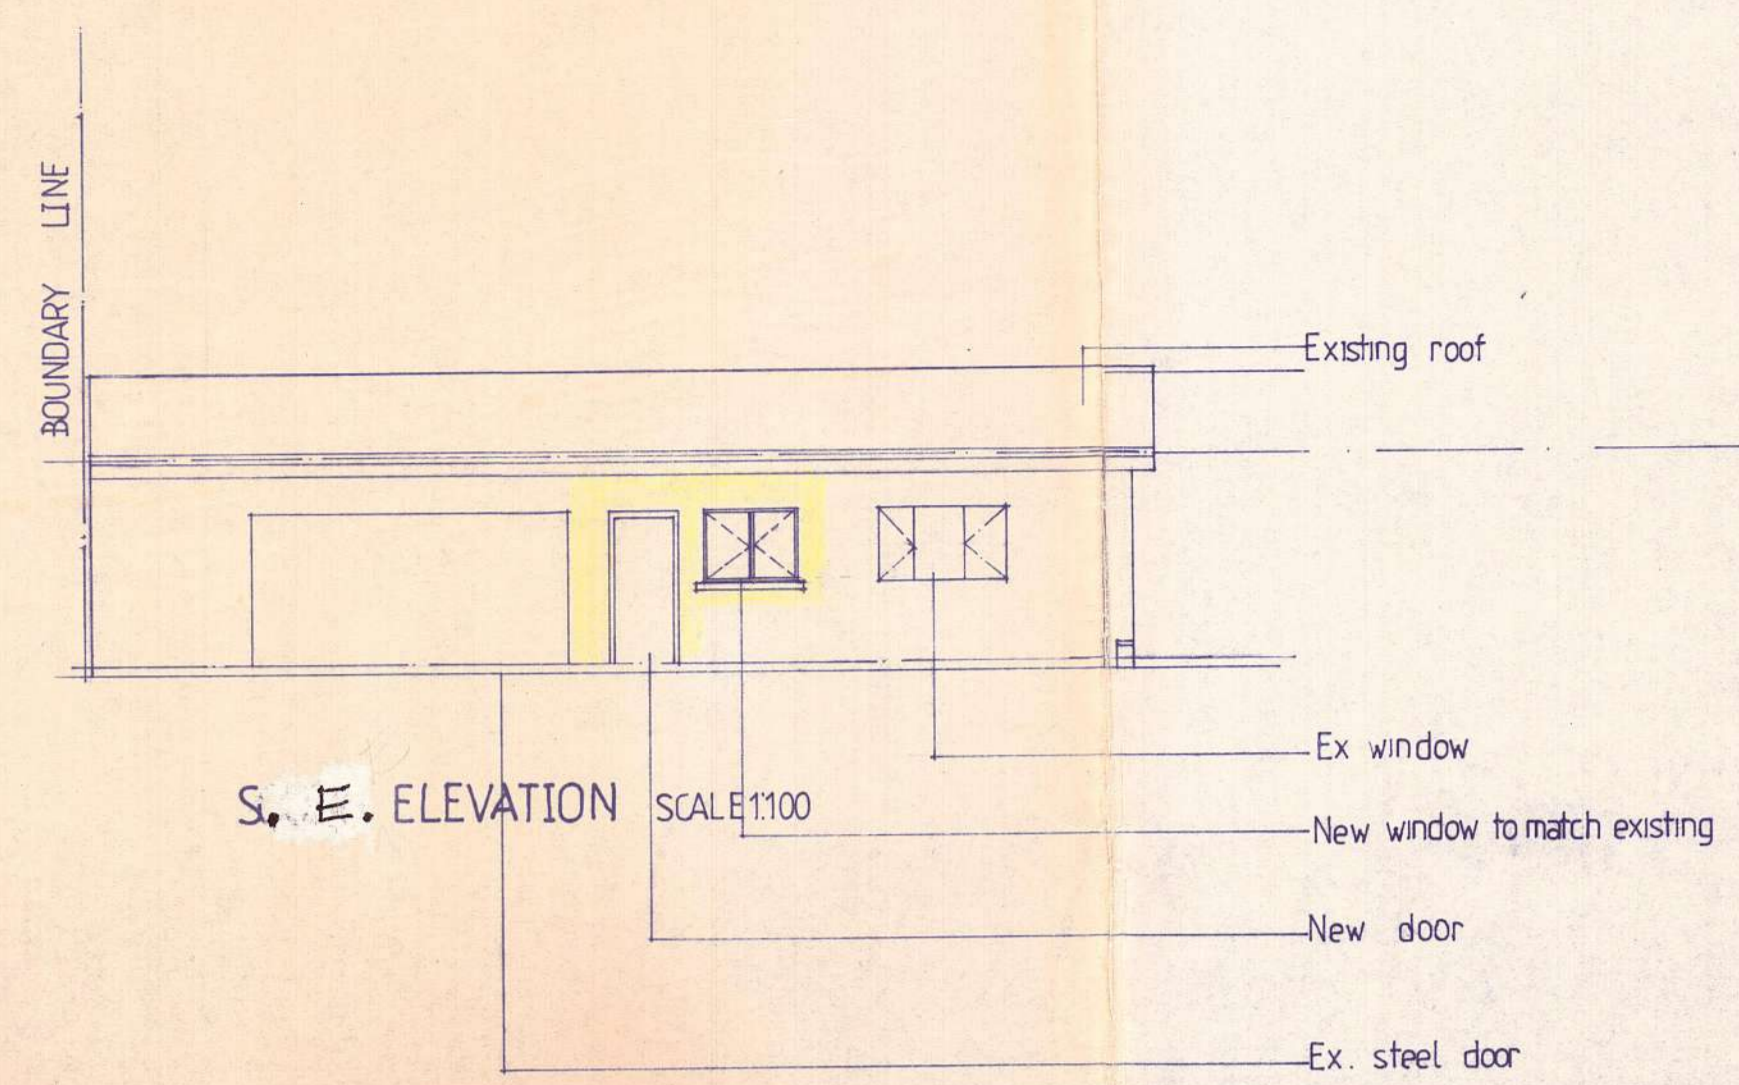 BOUNDARY LINE
Existing roof
Ex window
S. E. ELEVATION SCALE 1:100
New window to match existing
New door
Ex. steel door